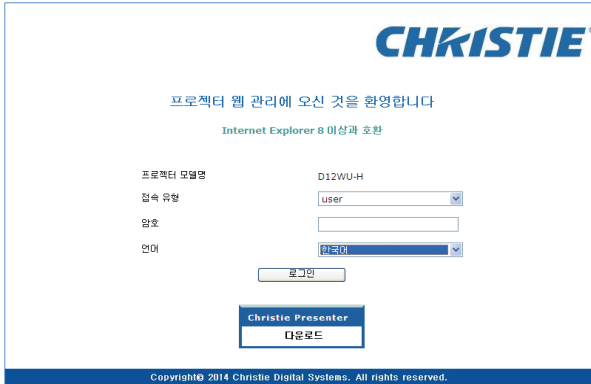 CHRISTIE®
프로젝터 웹 관리에 오신 것을 환영합니다
Internet Explorer 8 이상과 호환
프로젝터 모델명 D12WU-H
접속 유형 user
암호
언어 한국어
로그인
Christie Presenter
다운로드
Copyright© 2014 Christie Digital Systems. All rights reserved.